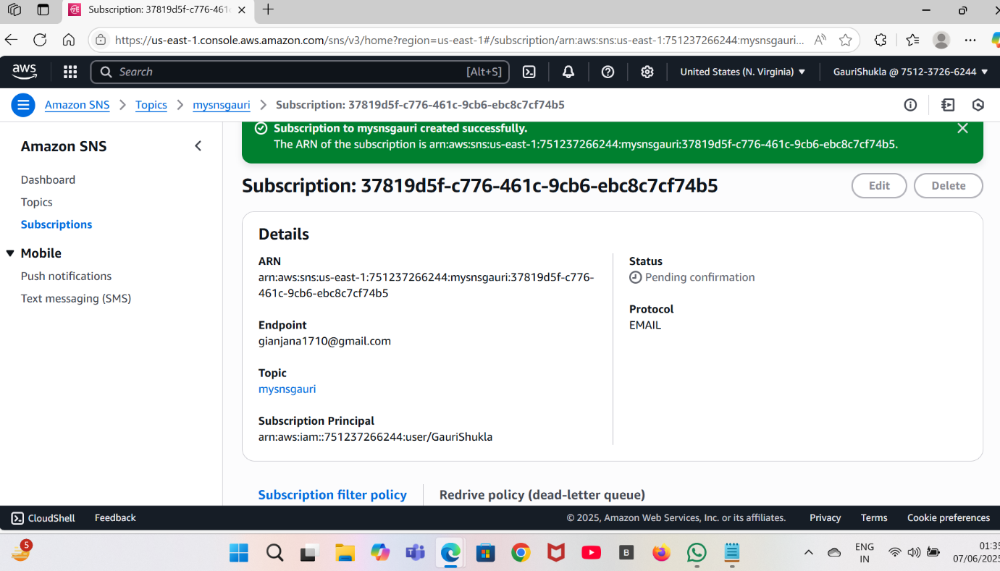 Subscription: 37819d5f-c776-461
https://us-east-1.console.aws.amazon.com/sns/v3/home?region=us-east-1#/subscription/arn:aws:sns:us-east-1:751237266244:mysnsgauri...
aws
Search
[Alt+S]
United States (N. Virginia)
GauriShukla @ 7512-3726-6244
Amazon SNS > Topics > mysnsgauri > Subscription: 37819d5f-c776-461c-9cb6-ebc8c7cf74b5
Subscription to mysnsgauri created successfully.
The ARN of the subscription is arn:aws:sns:us-east-1:751237266244:mysnsgauri:37819d5f-c776-461c-9cb6-ebc8c7cf74b5.
Amazon SNS
Dashboard
Topics
Subscriptions
Mobile
Push notifications
Text messaging (SMS)
Subscription: 37819d5f-c776-461c-9cb6-ebc8c7cf74b5
Edit
Delete
Details
ARN
arn:aws:sns:us-east-1:751237266244:mysnsgauri:37819d5f-c776-
461c-9cb6-ebc8c7cf74b5
Endpoint
gianjana1710@gmail.com
Topic
mysnsgauri
Subscription Principal
arn:aws:iam::751237266244:user/GauriShukla
Status
Pending confirmation
Protocol
EMAIL
Subscription filter policy
Redrive policy (dead-letter queue)
CloudShell
Feedback
© 2025, Amazon Web Services, Inc. or its affiliates.
Privacy
Terms
Cookie preferences
5
B
ENG
IN
01:35
07/06/2025